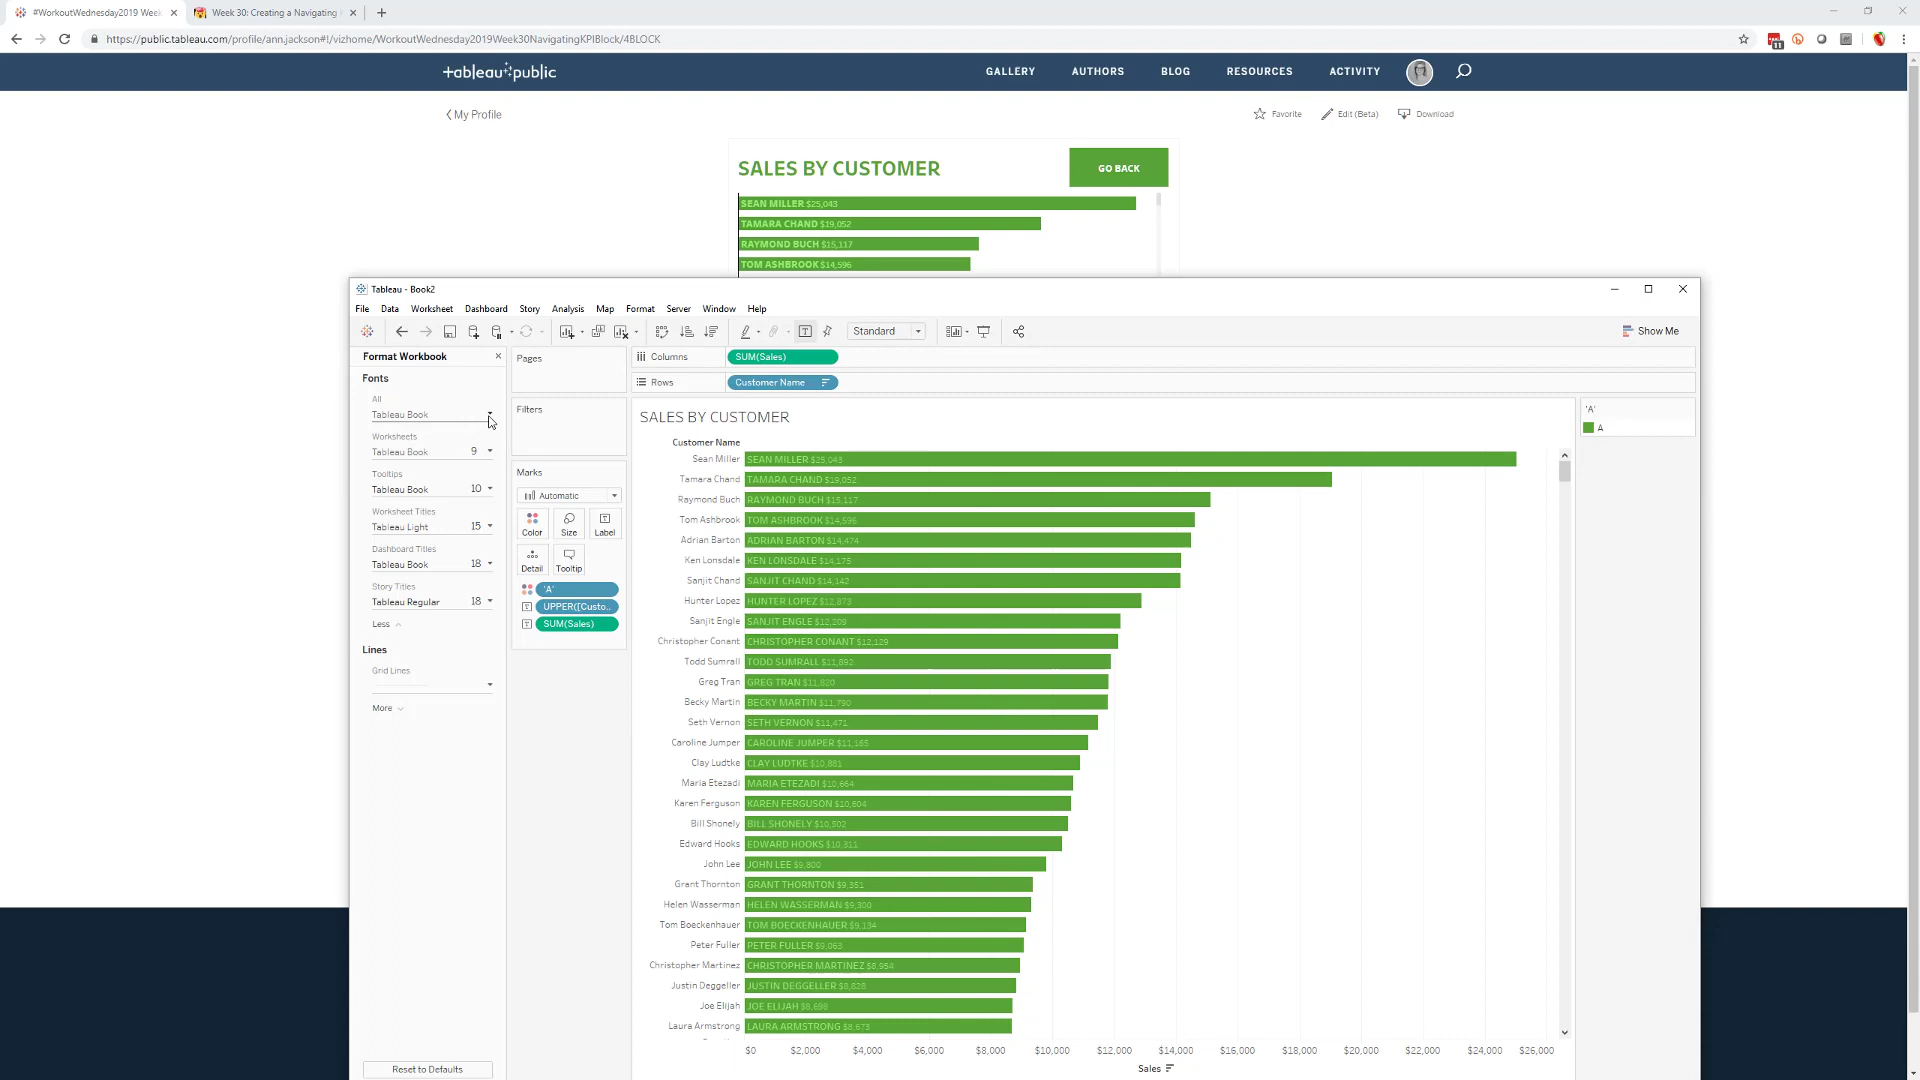 #WorkoutWednesday2019 Week
Week 30: Creating a Navigating
https://public.tableau.com/profile/ann.jackson#!/vizhome/WorkoutWednesday2019Week30NavigatingKPIBlock/4BLOCK
11
tableau public
GALLERY AUTHORS BLOG RESOURCES ACTIVITY
My Profile
Favorite Edit (Beta) Download
SALES BY CUSTOMER
GO BACK
SEAN MILLER $25,043
TAMARA CHAND $19,052
RAYMOND BUCH $15,117
TOM ASHBROOK $14,596
Tableau - Book2
File Data Worksheet Dashboard Story Analysis Map Format Server Window Help
Standard
Show Me
Format Workbook
Fonts
All
Tableau Book
Worksheets
Tableau Book 9
Tooltips
Tableau Book 10
Worksheet Titles
Tableau Light 15
Dashboard Titles
Tableau Book 18
Story Titles
Tableau Regular 18
Less
Lines
Grid Lines
More
Reset to Defaults
Pages
Filters
Marks
Automatic
Color Size Label
Detail Tooltip
'A'
UPPER([Custo..
SUM(Sales)
Columns SUM(Sales)
Rows Customer Name
SALES BY CUSTOMER
Customer Name
Sean Miller SEAN MILLER $25,043
Tamara Chand TAMARA CHAND $19,052
Raymond Buch RAYMOND BUCH $15,117
Tom Ashbrook TOM ASHBROOK $14,596
Adrian Barton ADRIAN BARTON $14,474
Ken Lonsdale KEN LONSDALE $14,175
Sanjit Chand SANJIT CHAND $14,142
Hunter Lopez HUNTER LOPEZ $12,873
Sanjit Engle SANJIT ENGLE $12,209
Christopher Conant CHRISTOPHER CONANT $12,129
Todd Sumrall TODD SUMRALL $11,892
Greg Tran GREG TRAN $11,820
Becky Martin BECKY MARTIN $11,790
Seth Vernon SETH VERNON $11,471
Caroline Jumper CAROLINE JUMPER $11,165
Clay Ludtke CLAY LUDTKE $10,881
Maria Etezadi MARIA ETEZADI $10,664
Karen Ferguson KAREN FERGUSON $10,604
Bill Shonely BILL SHONELY $10,502
Edward Hooks EDWARD HOOKS $10,311
John Lee JOHN LEE $9,800
Grant Thornton GRANT THORNTON $9,351
Helen Wasserman HELEN WASSERMAN $9,300
Tom Boeckenhauer TOM BOECKENHAUER $9,134
Peter Fuller PETER FULLER $9,063
Christopher Martinez CHRISTOPHER MARTINEZ $8,954
Justin Deggeller JUSTIN DEGGELLER $8,828
Joe Elijah JOE ELIJAH $8,698
Laura Armstrong LAURA ARMSTRONG $8,673
$0 $2,000 $4,000 $6,000 $8,000 $10,000 $12,000 $14,000 $16,000 $18,000 $20,000 $22,000 $24,000 $26,000
Sales
'A'
A